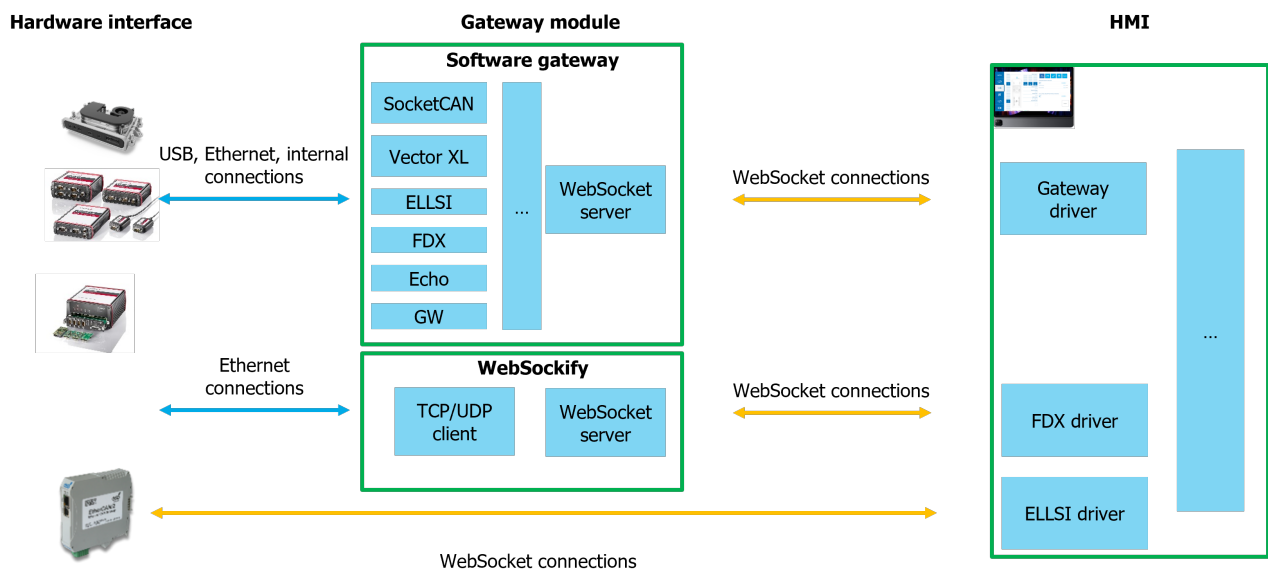 Hardware interface
Gateway module
HMI
Software gateway
SocketCAN
Vector XL
ELLSI
FDX
Echo
GW
...
WebSocket
server
USB, Ethernet, internal
connections
WebSocket connections
Gateway
driver
...
Ethernet
connections
WebSockify
TCP/UDP
client
WebSocket
server
WebSocket connections
FDX driver
ELLSI driver
WebSocket connections